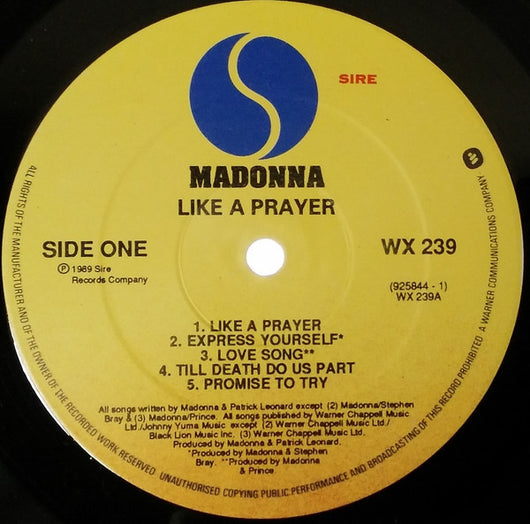 SIRE
MADONNA
LIKE A PRAYER
SIDE ONE
WX 239
℗ 1989 Sire
Records Company
(925844 - 1)
WX 239A
1. LIKE A PRAYER
2. EXPRESS YOURSELF*
3. LOVE SONG**
4. TILL DEATH DO US PART
5. PROMISE TO TRY
All songs written by Madonna & Patrick Leonard except (2) Madonna/Stephen
Bray & (3) Madonna/Prince. All songs published by Warner Chappell Music
Ltd./Johnny Yuma Music except (2) Warner Chappell Music Ltd./
Black Lion Music Inc. (3) Warner Chappell Music Ltd.
Produced by Madonna & Patrick Leonard.
*Produced by Madonna & Stephen
Bray. **Produced by Madonna
& Prince.
ALL RIGHTS OF THE MANUFACTURER AND OF THE OWNER OF THE RECORDED WORK RESERVED. UNAUTHORISED COPYING PUBLIC PERFORMANCE AND BROADCASTING OF THIS RECORD PROHIBITED. A WARNER COMMUNICATIONS COMPANY.